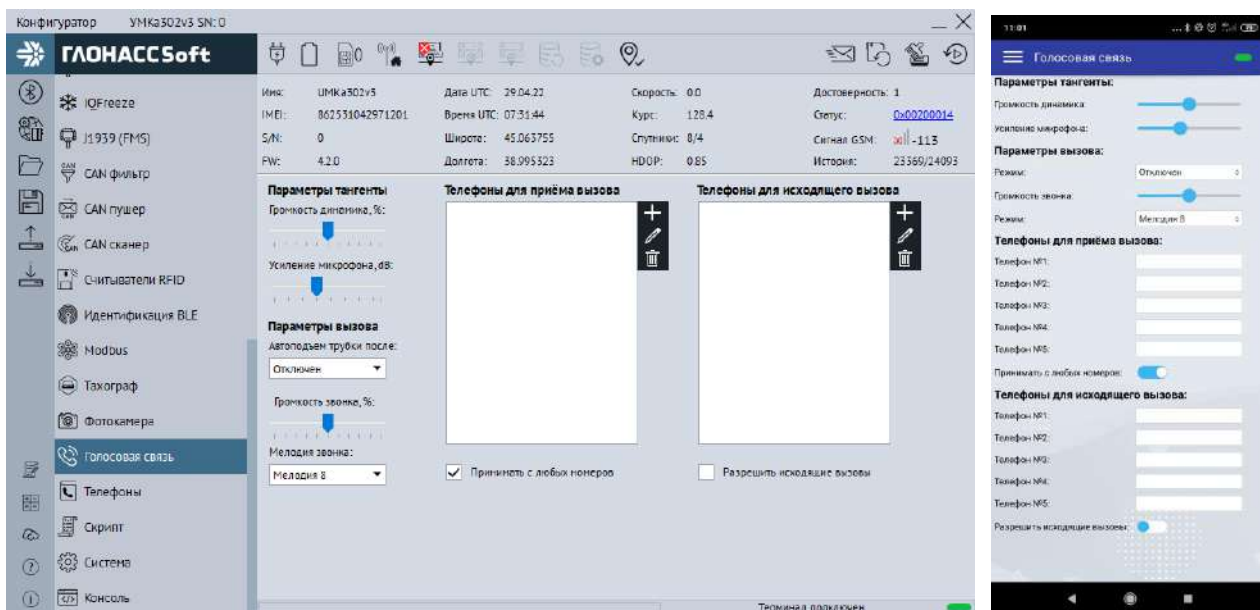 Конфигуратор УМКа302v3 SN: 0
ГЛОНАССSoft
IQFreeze
J1939 (FMS)
CAN фильтр
CAN пушер
CAN сканер
Считыватели RFID
Идентификация BLE
Modbus
Тахограф
Фотокамера
Голосовая связь
Телефоны
Скрипт
Система
Консоль
Имя: UMKa302v3 Дата UTC: 29.04.22 Скорость: 0.0 Достоверность: 1
IMEI: 862531042971201 Время UTC: 07:31:44 Курс: 128.4 Статус: 0x00200014
S/N: 0 Широта: 45.063755 Спутники: 8/4 Сигнал GSM: -113
FW: 4.2.0 Долгота: 38.995323 HDOP: 0.85 История: 23369/24093
Параметры тангенты
Громкость динамика, %:
Усиление микрофона, dB:
Параметры вызова
Автоподъем трубки после:
Отключен
Громкость звонка, %:
Мелодия звонка:
Мелодия 8
Телефоны для приёма вызова
Принимать с любых номеров
Телефоны для исходящего вызова
Разрешить исходящие вызовы
Терминал подключен
11:01
Голосовая связь
Параметры тангенты:
Громкость динамика:
Усиление микрофона:
Параметры вызова:
Режим: Отключен
Громкость звонка:
Режим: Мелодия 8
Телефоны для приёма вызова:
Телефон №1:
Телефон №2:
Телефон №3:
Телефон №4:
Телефон №5:
Принимать с любых номеров:
Телефоны для исходящего вызова:
Телефон №1:
Телефон №2:
Телефон №3:
Телефон №4:
Телефон №5:
Разрешить исходящие вызовы: